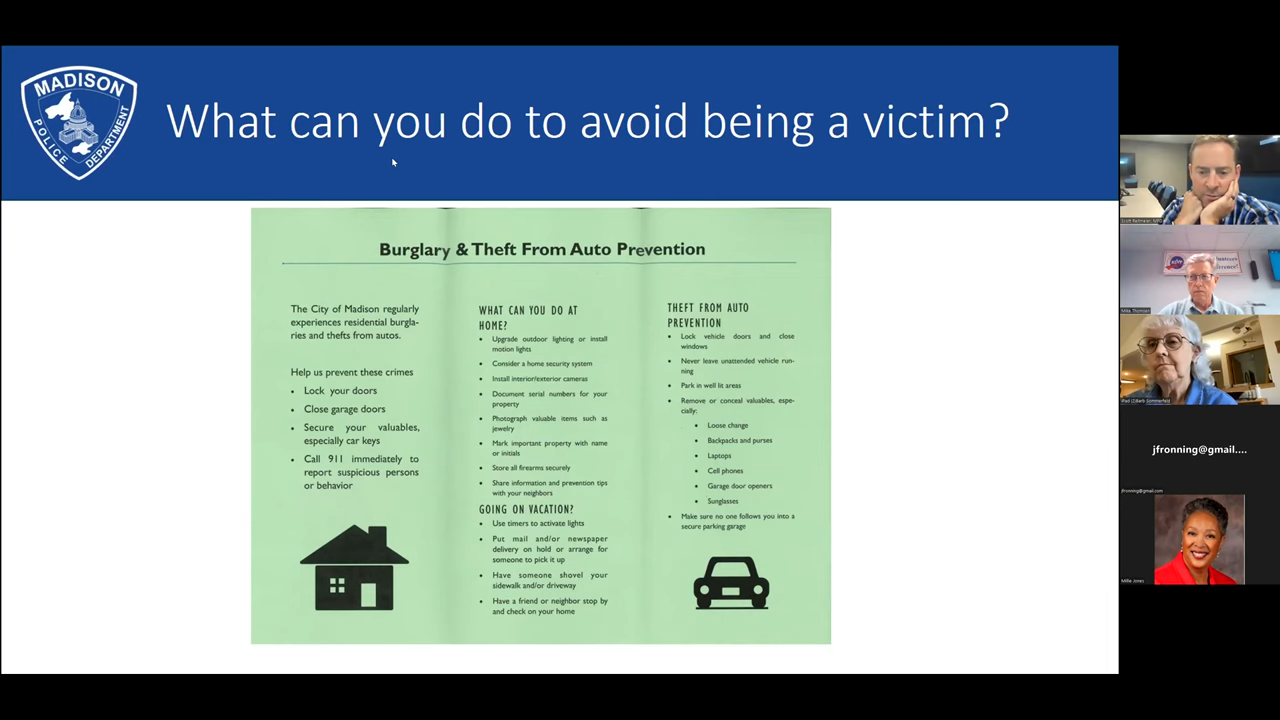 MADISON
POLICE
DEPARTMENT
What can you do to avoid being a victim?
Burglary & Theft From Auto Prevention
The City of Madison regularly
experiences residential burgla-
ries and thefts from autos.
Help us prevent these crimes
• Lock your doors
• Close garage doors
• Secure your valuables,
especially car keys
• Call 911 immediately to
report suspicious persons
or behavior
WHAT CAN YOU DO AT
HOME?
• Upgrade outdoor lighting or install
motion lights
• Consider a home security system
• Install interior/exterior cameras
• Document serial numbers for your
property
• Photograph valuable items such as
jewelry
• Mark important property with name
or initials
• Store all firearms securely
• Share information and prevention tips
with your neighbors
GOING ON VACATION?
• Use timers to activate lights
• Put mail and/or newspaper
delivery on hold or arrange for
someone to pick it up
• Have someone shovel your
sidewalk and/or driveway
• Have a friend or neighbor stop by
and check on your home
THEFT FROM AUTO
PREVENTION
• Lock vehicle doors and close
windows
• Never leave unattended vehicle run-
ning
• Park in well lit areas
• Remove or conceal valuables, espe-
cially:
• Loose change
• Backpacks and purses
• Laptops
• Cell phones
• Garage door openers
• Sunglasses
• Make sure no one follows you into a
secure parking garage
Mike Thomsen
jfronning@gmail....
jfronning@gmail.com
Millie Jones